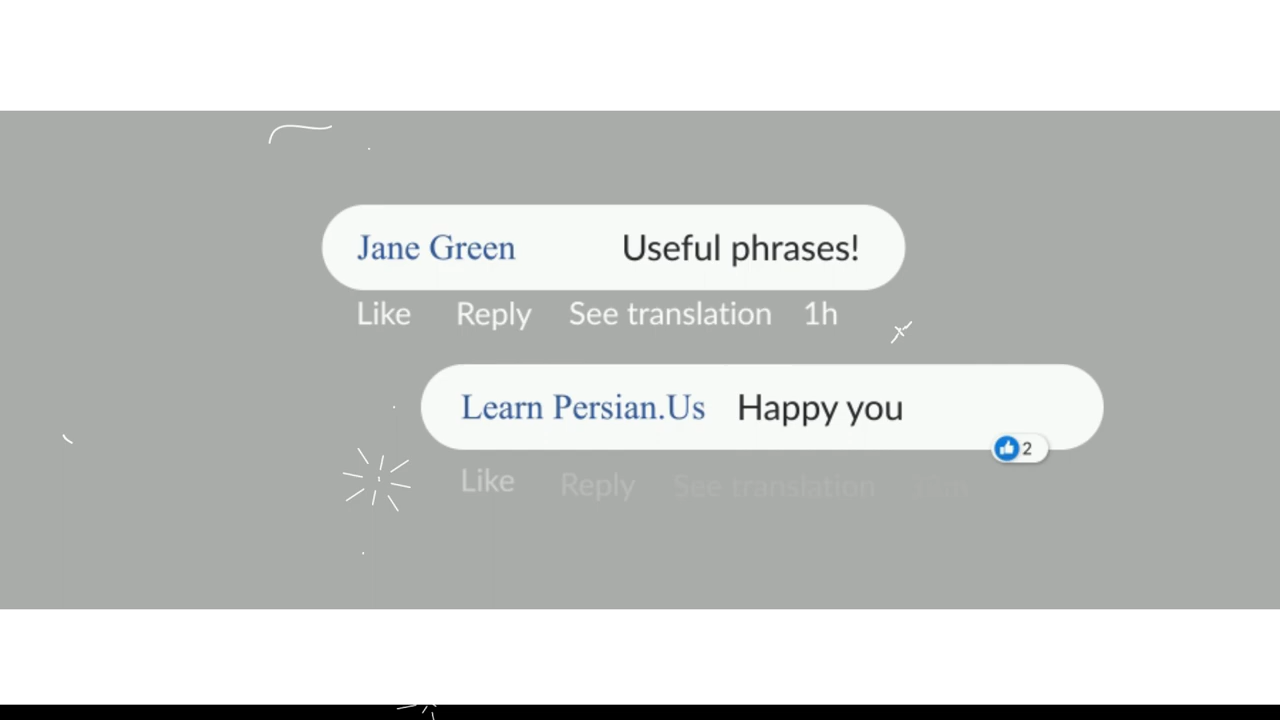 Jane Green Useful phrases!
Like Reply See translation 1h
Learn Persian.Us Happy you
2
Like Reply See translation